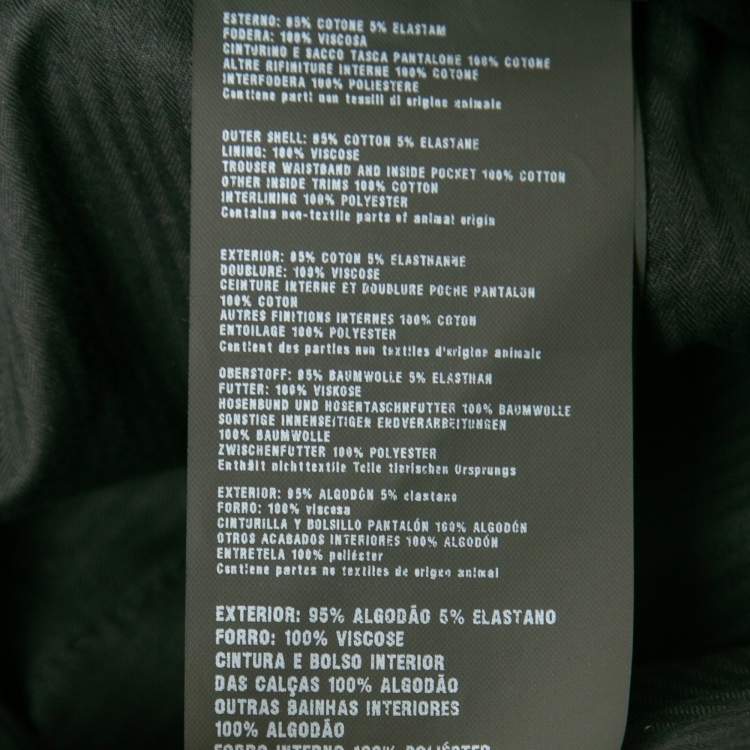 ESTERNO: 95% COTONE 5% ELASTAM
FODERA: 100% VISCOSA
CINTURINO E SACCO TASCA PANTALONE 100% COTONE
ALTRE RIFINITURE INTERNE 100% COTONE
INTERFODERA 100% POLIESTERE
Contiene parti non tessili di origine animale
OUTER SHELL: 95% COTTON 5% ELASTANE
LINING: 100% VISCOSE
TROUSER WAISTBAND AND INSIDE POCKET 100% COTTON
OTHER INSIDE TRIMS 100% COTTON
INTERLINING 100% POLYESTER
Contains non-textile parts of animal origin
EXTERIOR: 95% COTON 5% ELASTHANNE
DOUBLURE: 100% VISCOSE
CEINTURE INTERNE ET DOUBLURE POCHE PANTALON
100% COTON
AUTRES FINITIONS INTERNES 100% COTON
ENTOILAGE 100% POLYESTER
Contient des parties non textiles d'origine animale
OBERSTOFF: 95% BAUMWOLLE 5% ELASTHAN
FUTTER: 100% VISKOSE
HOSENBUND UND HOSENTASCHNFUTTER 100% BAUMWOLLE
SONSTIGE INNENSEITIGEN ENDVERARBEITUNGEN
100% BAUMWOLLE
ZWISCHENFUTTER 100% POLYESTER
Enthält nichttextile Teile tierischen Ursprungs
EXTERIOR: 95% ALGODÓN 5% elastano
FORRO: 100% viscosa
CINTURILLA Y BOLSILLO PANTALÓN 100% ALGODÓN
OTROS ACABADOS INTERIORES 100% ALGODÓN
ENTRETELA 100% poliéster
Contiene partes no textiles de origen animal
EXTERIOR: 95% ALGODÃO 5% ELASTANO
FORRO: 100% VISCOSE
CINTURA E BOLSO INTERIOR
DAS CALÇAS 100% ALGODÃO
OUTRAS BAINHAS INTERIORES
100% ALGODÃO
FORRO INTERNO 100% POLIÉSTER